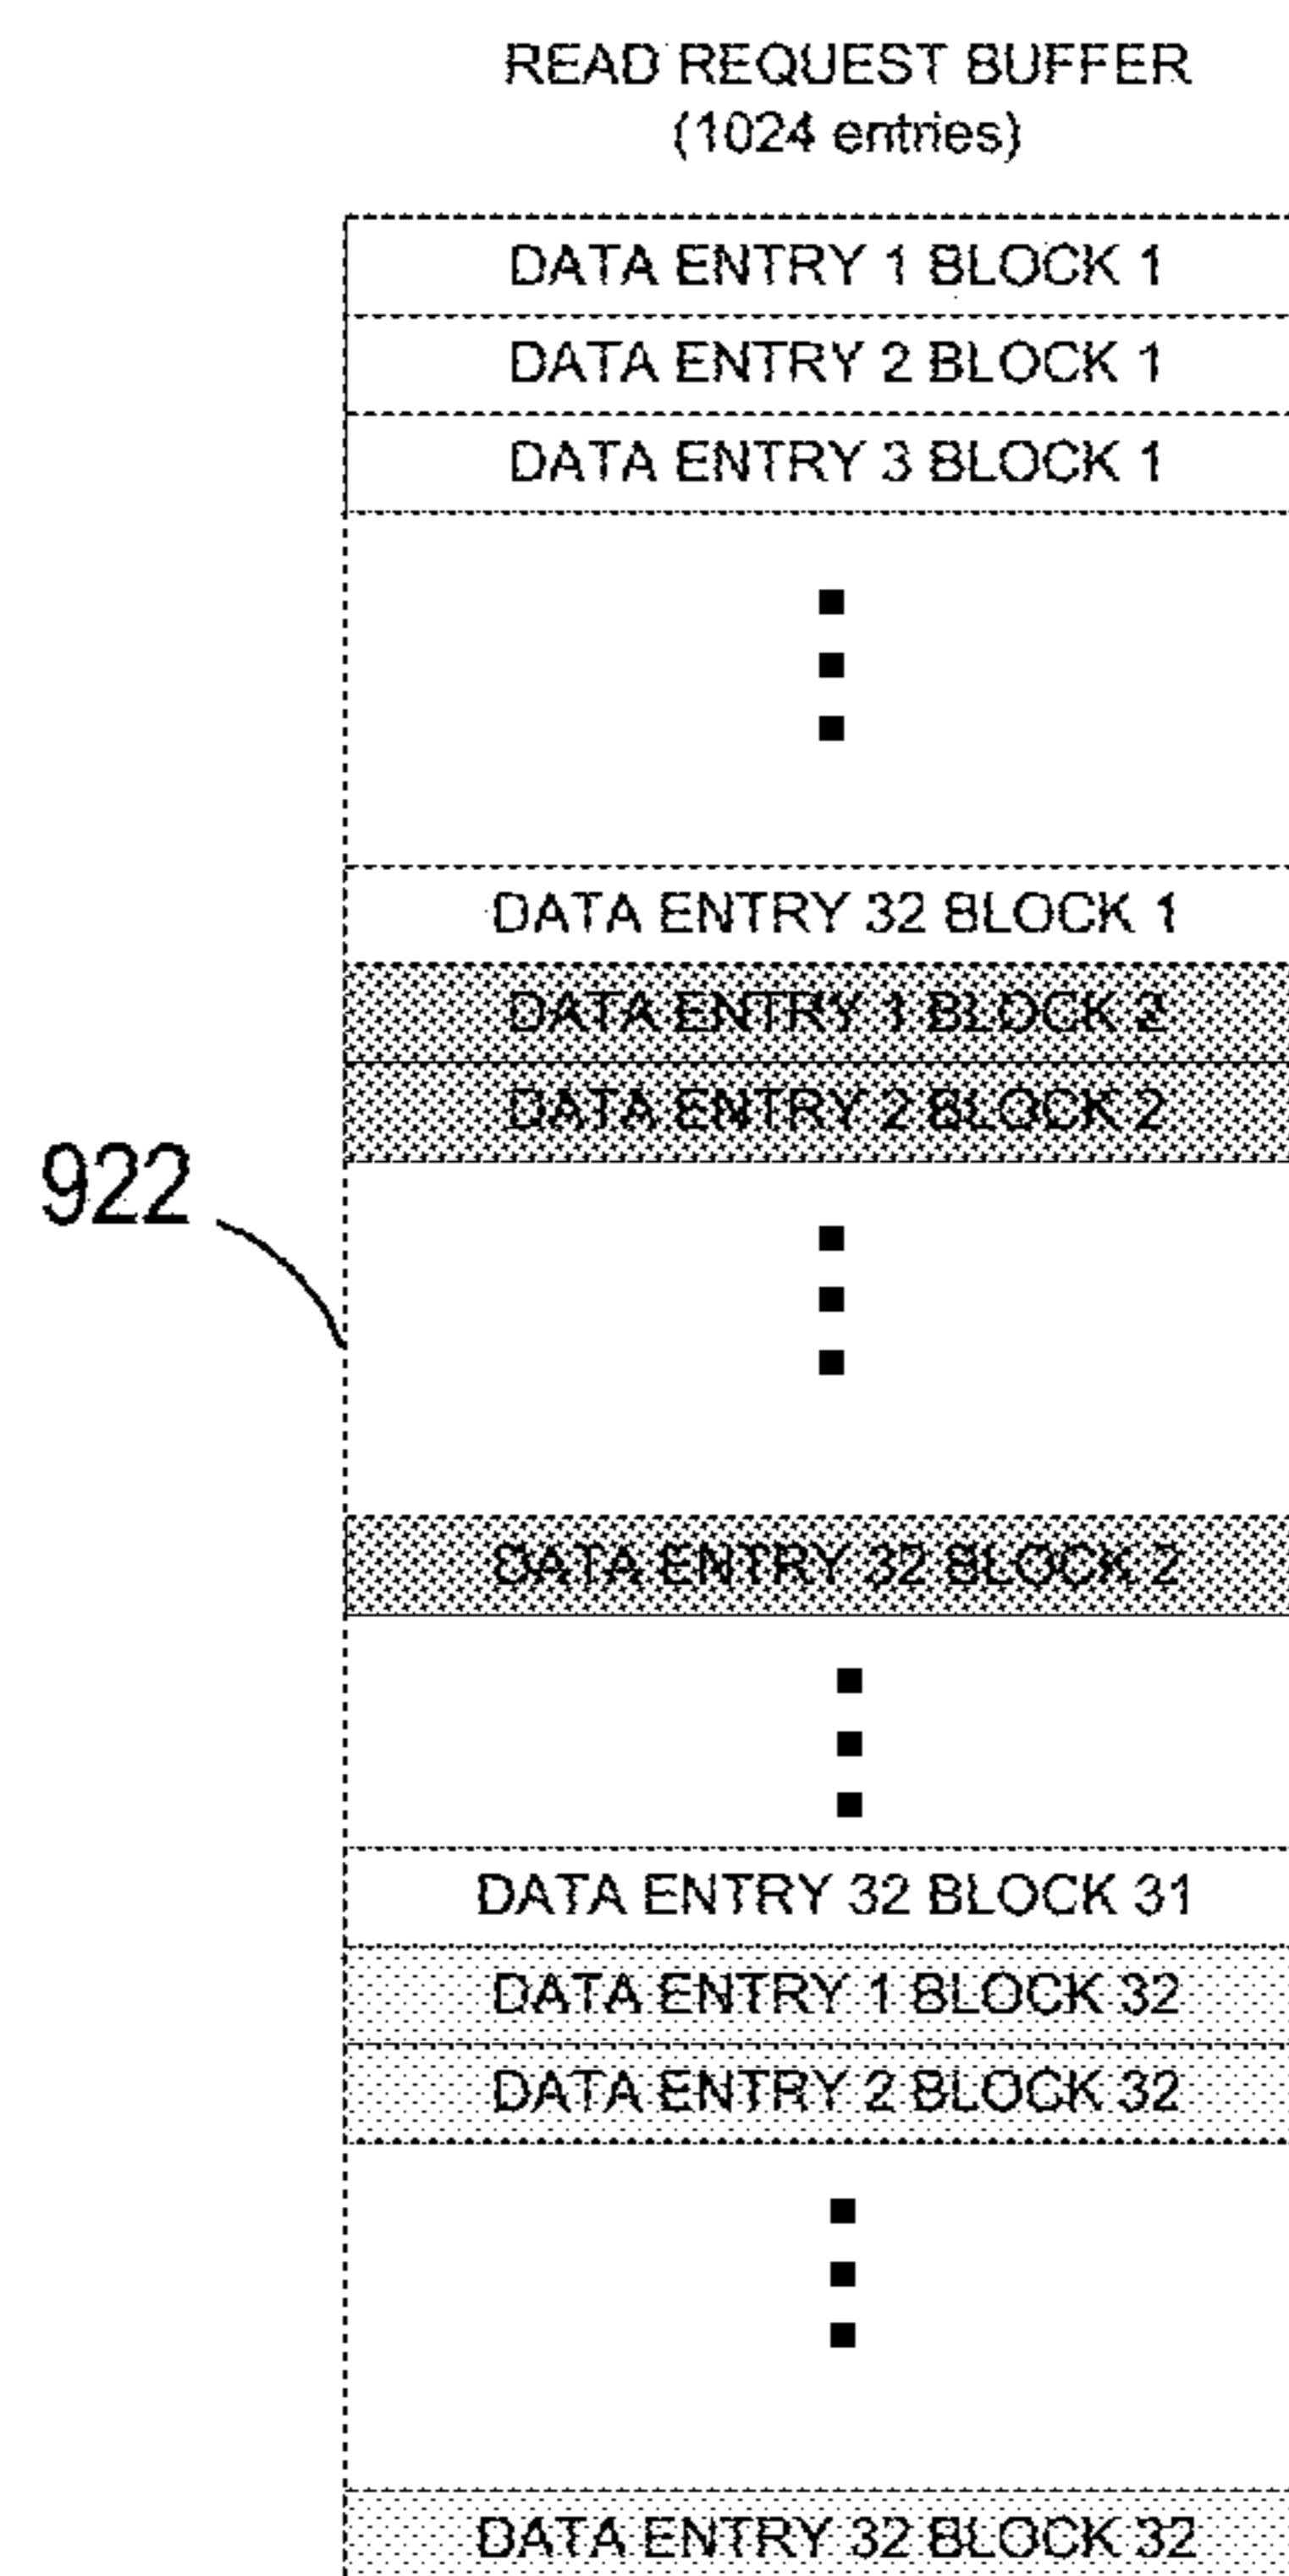 READ REQUEST BUFFER
(1024 entries)
DATA ENTRY 1 BLOCK 1
DATA ENTRY 2 BLOCK 1
DATA ENTRY 3 BLOCK 1
DATA ENTRY 32 BLOCK 1
DATA ENTRY 1 BLOCK 2
DATA ENTRY 2 BLOCK 2
922
DATA ENTRY 32 BLOCK 2
DATA ENTRY 32 BLOCK 31
DATA ENTRY 1 BLOCK 32
DATA ENTRY 2 BLOCK 32
DATA ENTRY 32 BLOCK 32